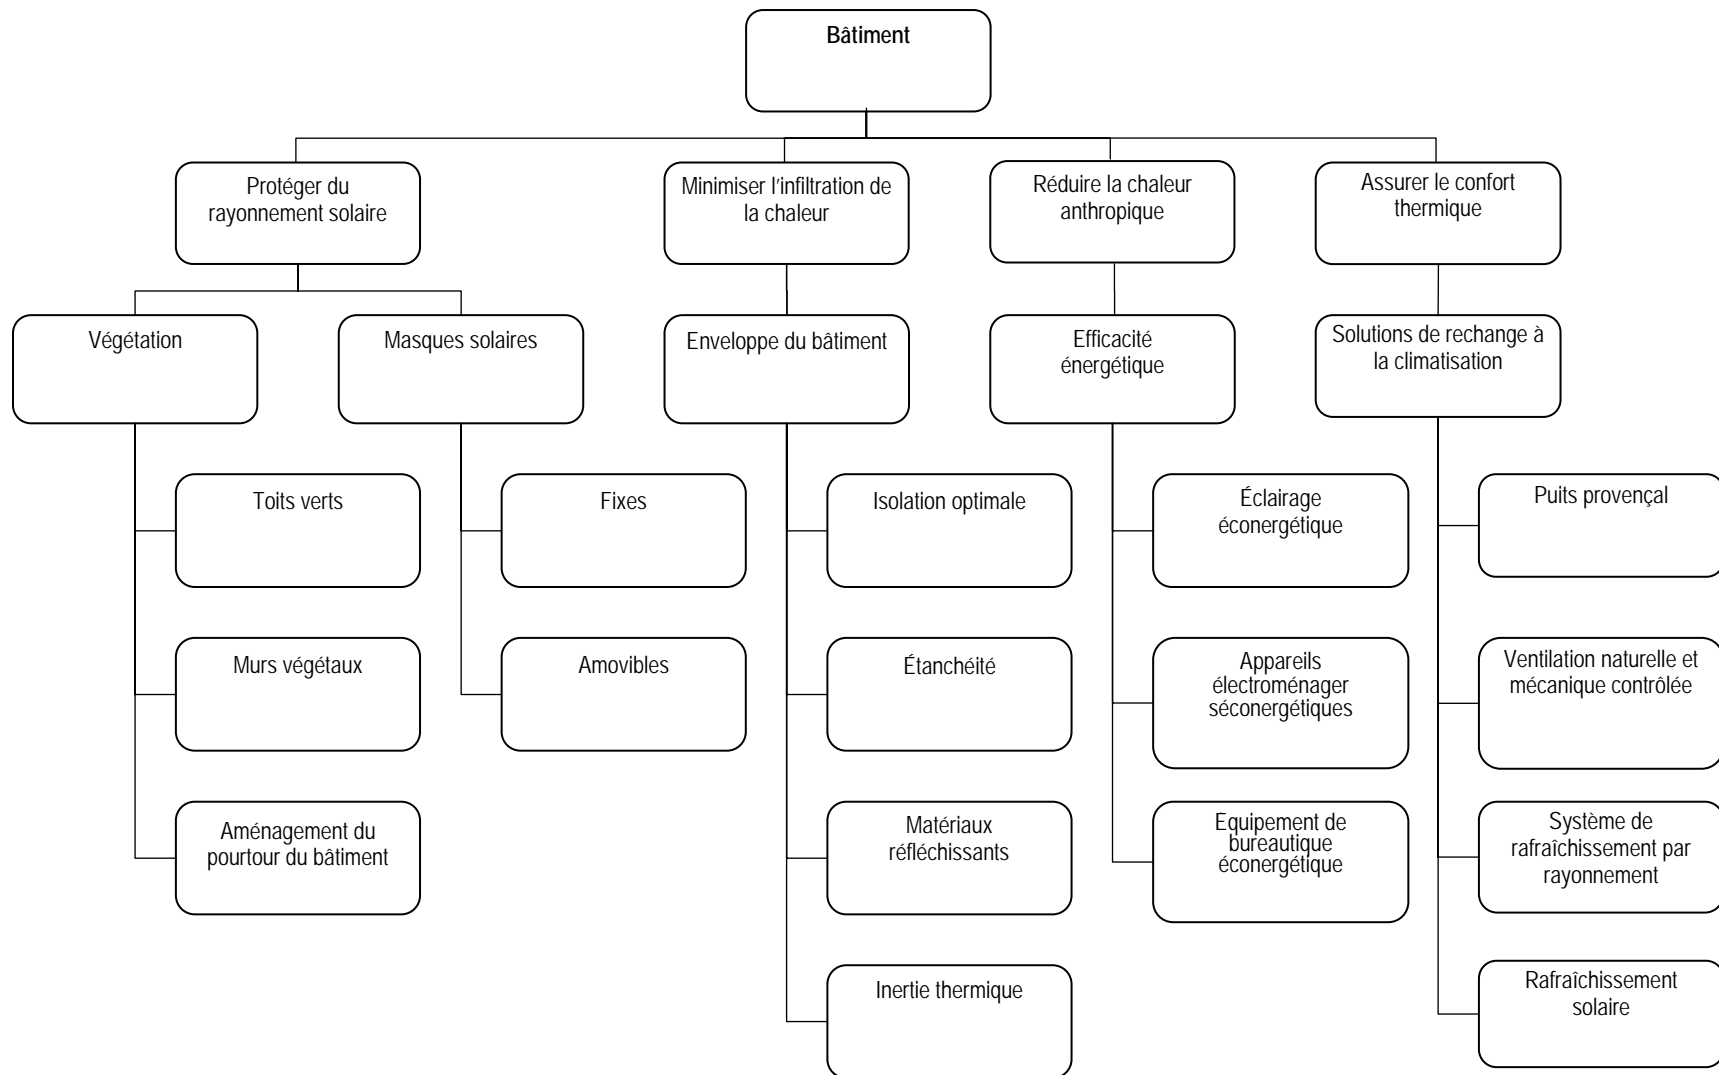 Bâtiment
Protéger du
rayonnement solaire
Minimiser l'infiltration de
la chaleur
Réduire la chaleur
anthropique
Assurer le confort
thermique
Végétation
Masques solaires
Enveloppe du bâtiment
Efficacité
énergétique
Solutions de rechange à
la climatisation
Toits verts
Fixes
Isolation optimale
Éclairage
éconergétique
Puits provençal
Murs végétaux
Amovibles
Étanchéité
Appareils
électroménager
séconergétiques
Ventilation naturelle et
mécanique contrôlée
Aménagement du
pourtour du bâtiment
Matériaux
réfléchissants
Equipement de
bureautique
éconergétique
Système de
rafraîchissement par
rayonnement
Inertie thermique
Rafraîchissement
solaire